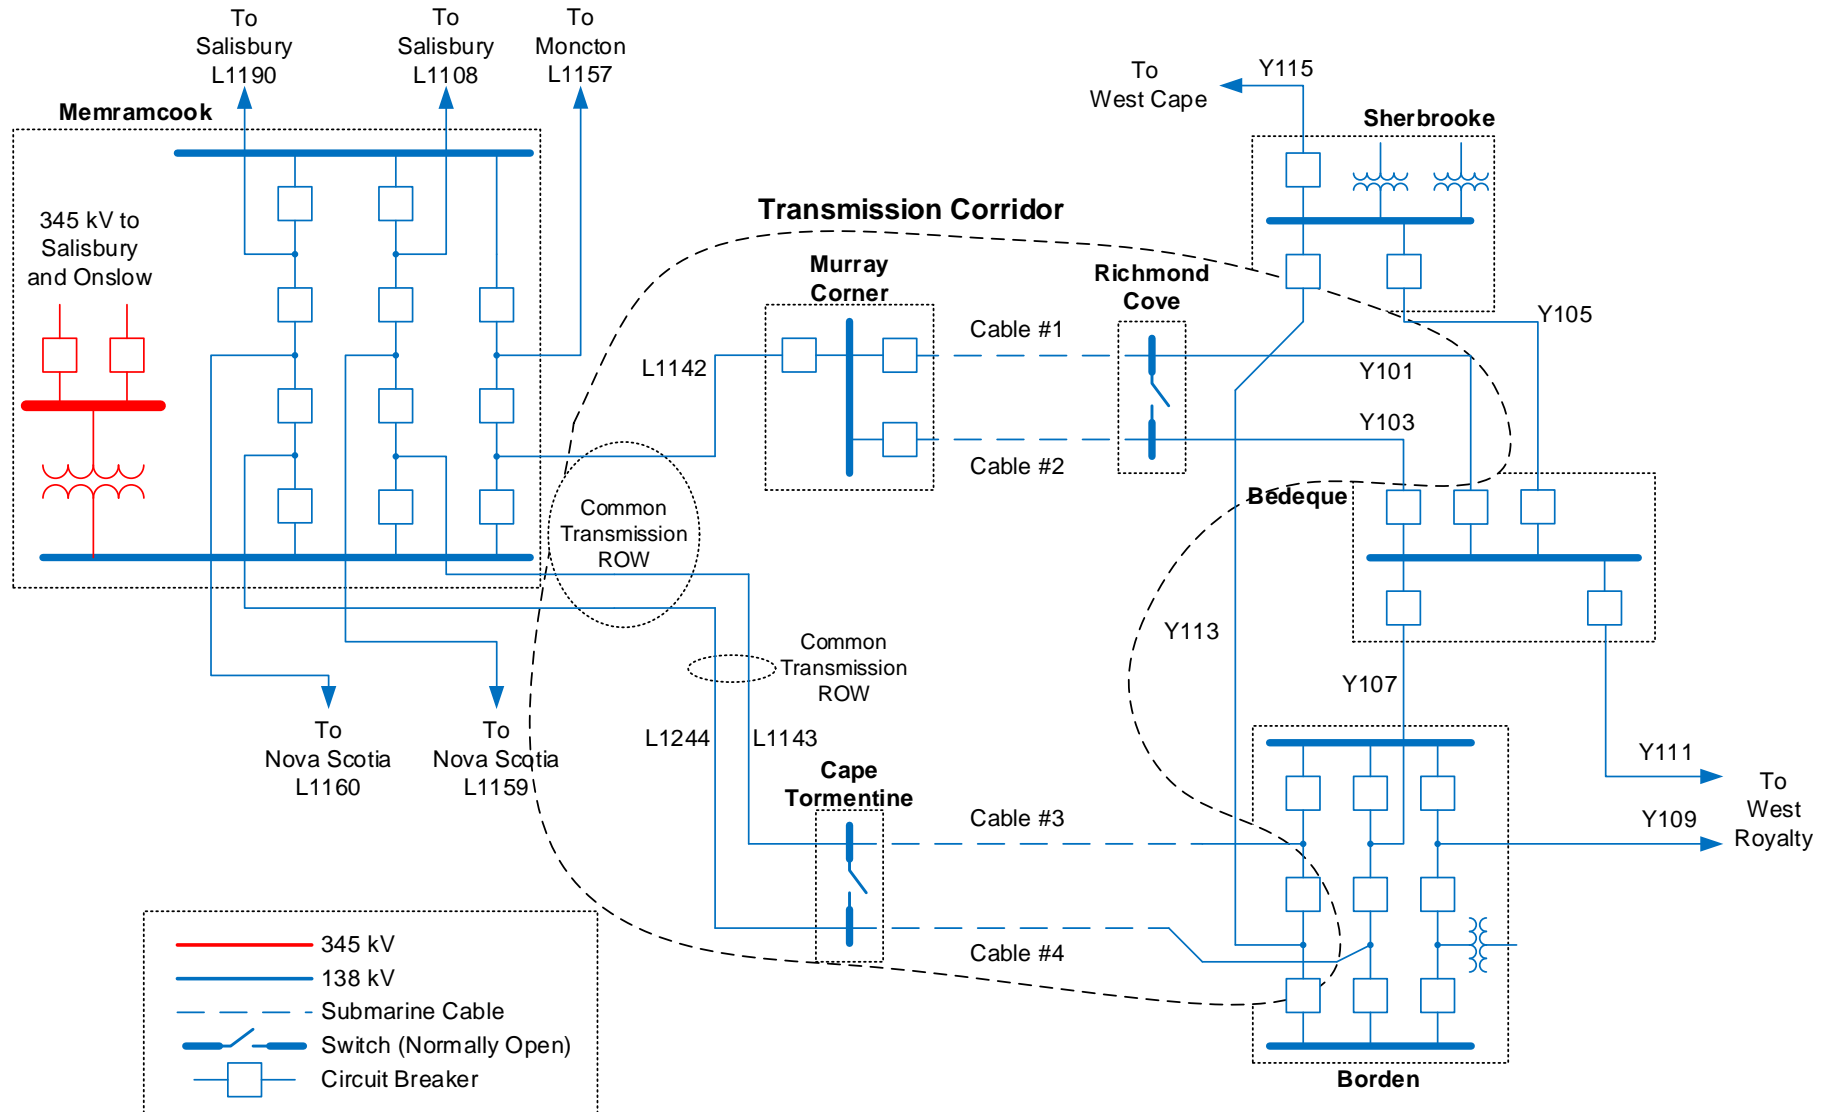 To
Salisbury
L1190
To
Salisbury
L1108
To
Moncton
L1157
Memramcook
345 kV to
Salisbury
and Onslow
Transmission Corridor
To
West Cape
Y115
Sherbrooke
Murray
Corner
Richmond
Cove
Cable #1
Cable #2
L1142
Y101
Y103
Y105
Common
Transmission
ROW
Bedeque
Common
Transmission
ROW
Y113
Y107
To
Nova Scotia
L1160
To
Nova Scotia
L1159
L1244
L1143
Cape
Tormentine
Cable #3
Cable #4
Y111
Y109
To
West
Royalty
Borden
345 kV
138 kV
Submarine Cable
Switch (Normally Open)
Circuit Breaker